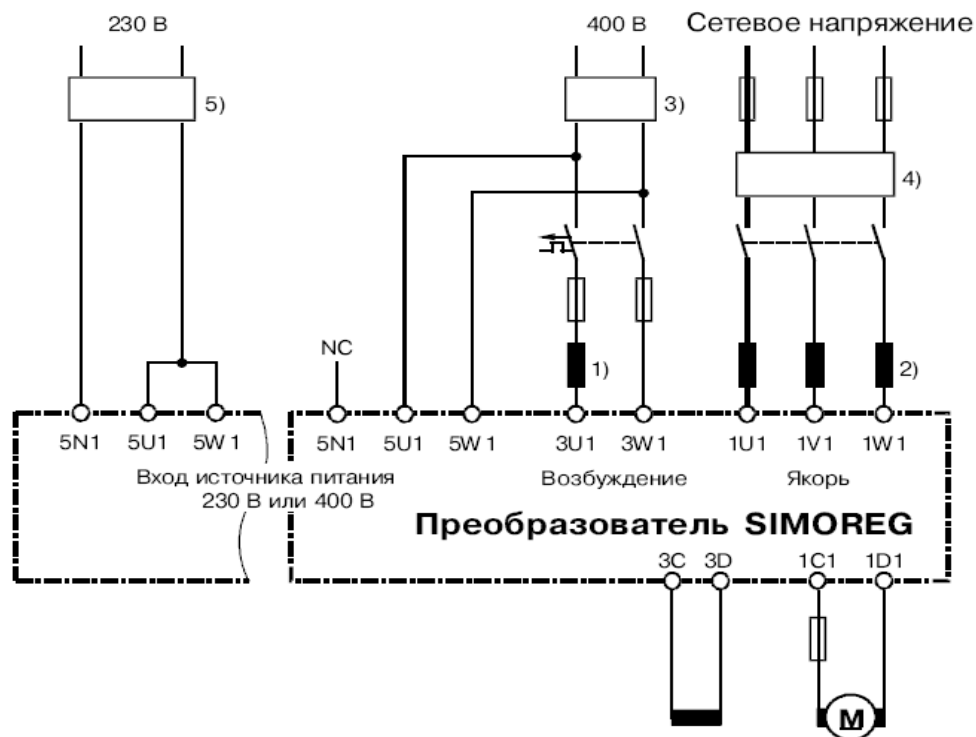 230 В
400 В
Сетевое напряжение
5)
3)
4)
NC
1)
2)
5N1 5U1 5W1
5N1 5U1 5W1 3U1 3W1 1U1 1V1 1W1
Вход источника питания
230 В или 400 В
Возбуждение
Якорь
Преобразователь SIMOREG
3C 3D 1C1 1D1
M